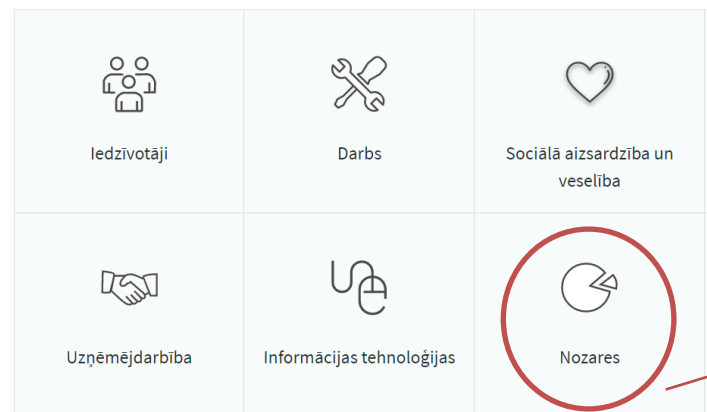 Iedzīvotāji
Darbs
Sociālā aizsardzība un
veselība
Uzņēmējdarbība
Informācijas tehnoloģijas
Nozares